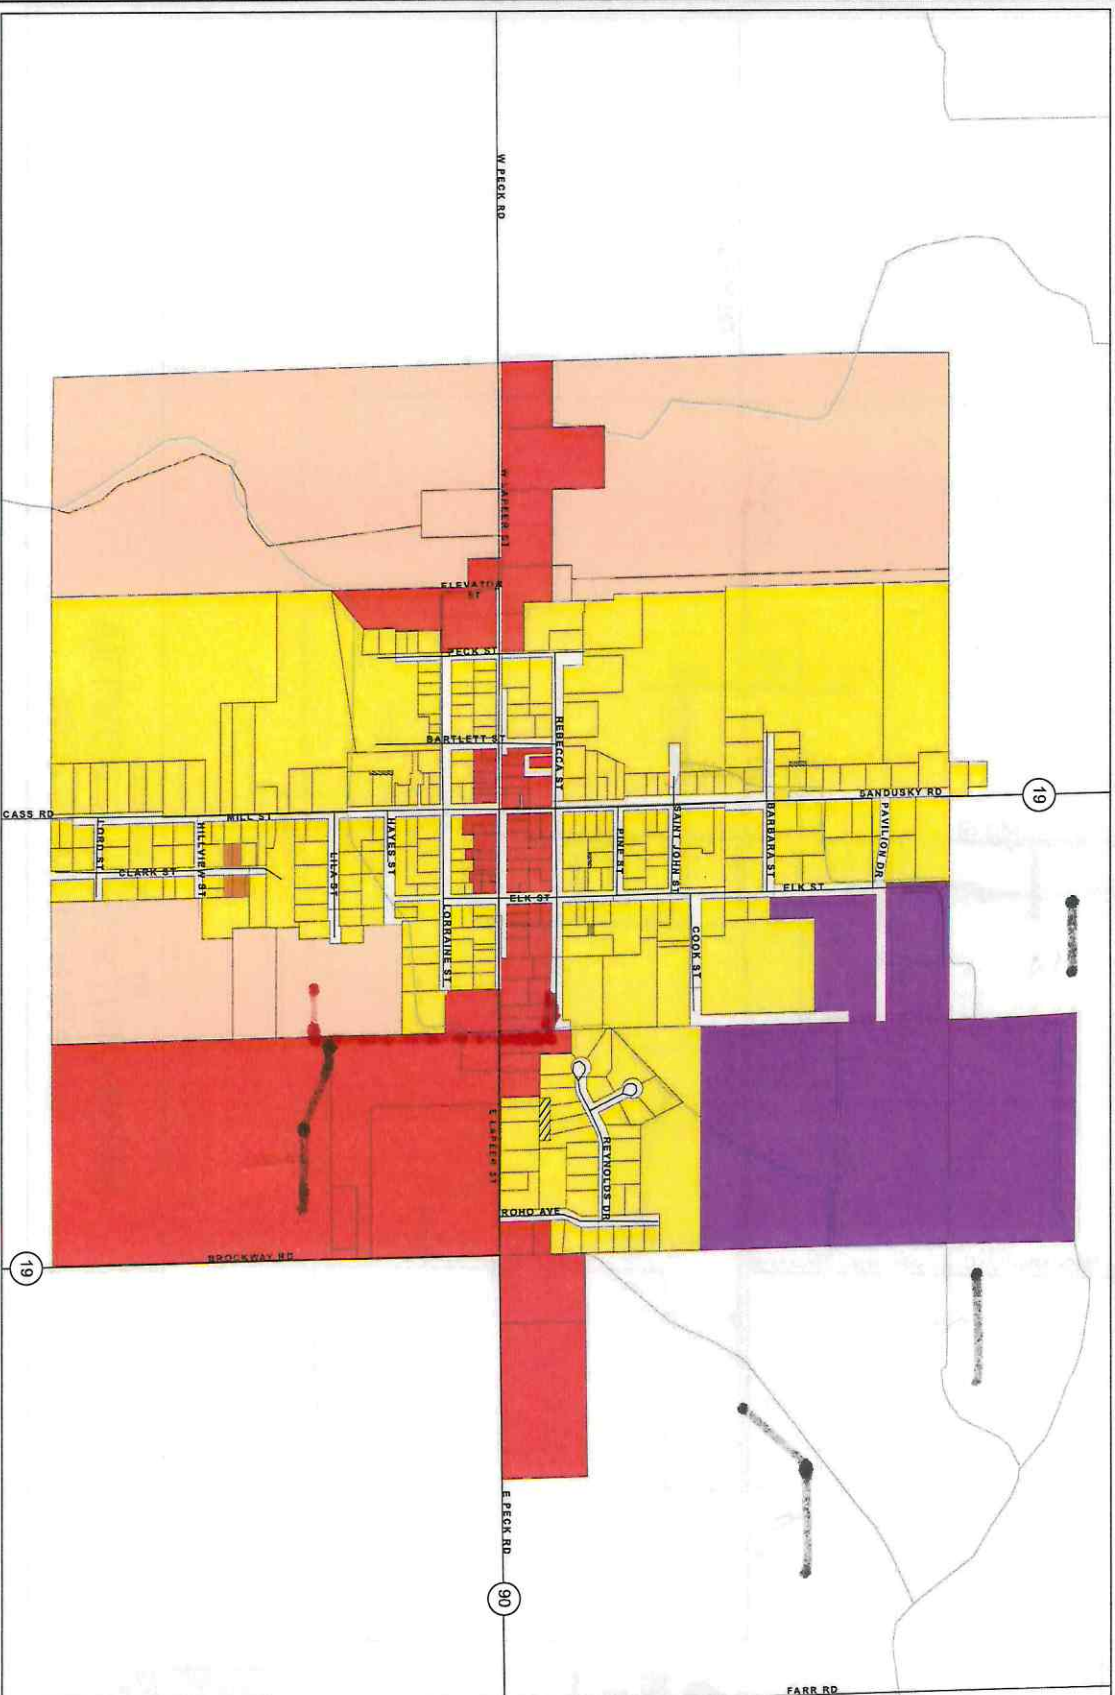 W PECK RD
W LAPEER ST
ELEVATOR
ST
PECK ST
BARTLETT ST
REBECCA ST
SANDUSKY RD
19
CASS RD
MILL ST
LORD ST
HILLVIEW ST
CLARK ST
LILA ST
HAYES ST
PINE ST
SAINT JOHN ST
BARBARA ST
PAVILION DR
ELK ST
ELK ST
LORRAINE ST
COOK ST
E LAPEER ST
REYNOLDS DR
ROHO AVE
BROCKWAY RD
19
E PECK RD
90
FARR RD